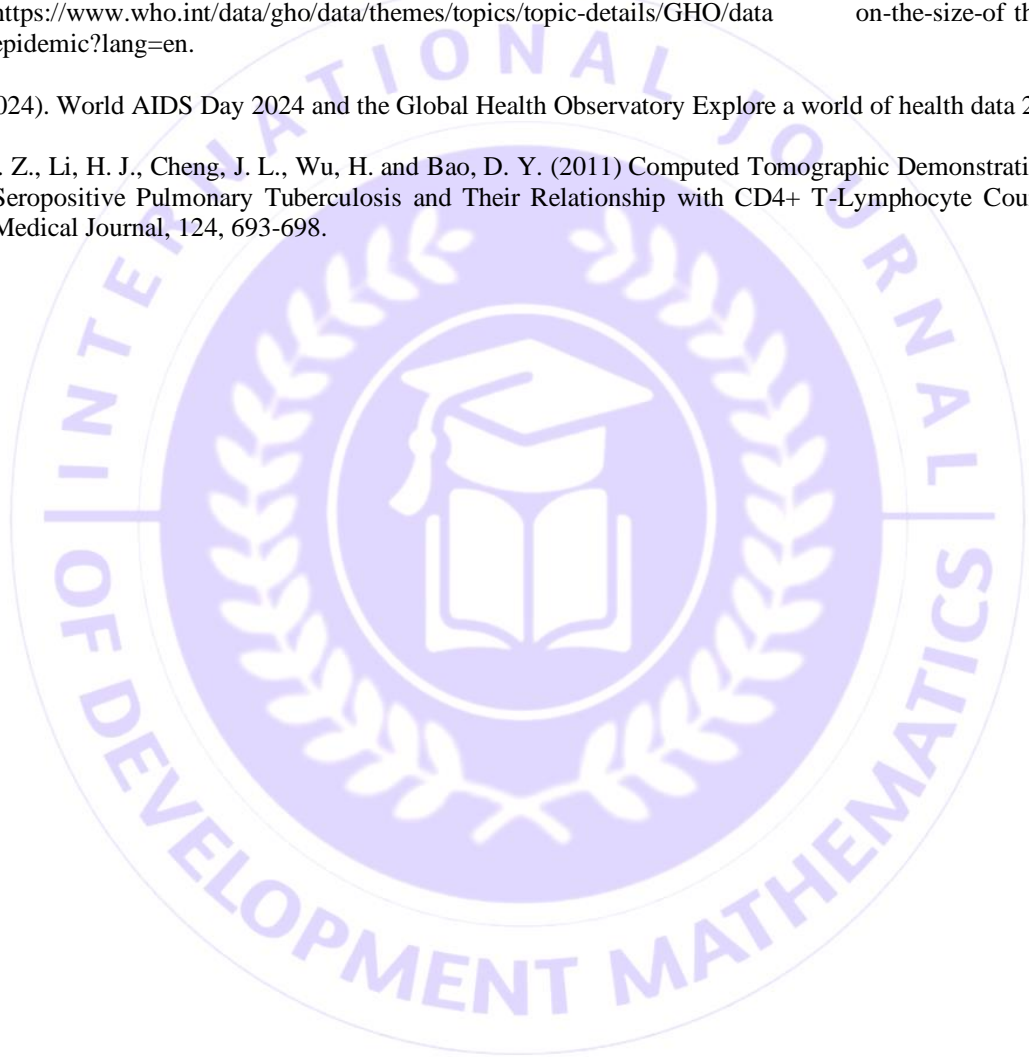 https://www.who.int/data/gho/data/themes/topics/topic-details/GHO/data on-the-size-of th
epidemic?lang=en.
024). World AIDS Day 2024 and the Global Health Observatory Explore a world of health data 2
. Z., Li, H. J., Cheng, J. L., Wu, H. and Bao, D. Y. (2011) Computed Tomographic Demonstrati
Seropositive Pulmonary Tuberculosis and Their Relationship with CD4+ T-Lymphocyte Cou
Medical Journal, 124, 693-698.
INTERNATIONAL JOURNAL
OF DEVELOPMENT MATHEMATICS